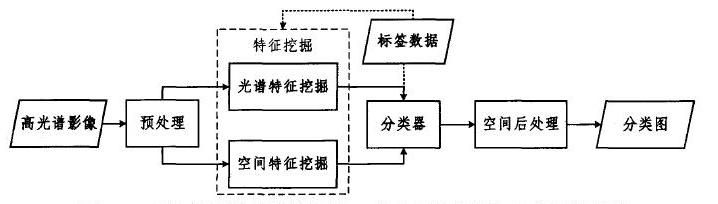 特征挖掘
标签数据
光谱特征挖掘
高光谱影像
预处理
分类器
空间后处理
分类图
空间特征挖掘